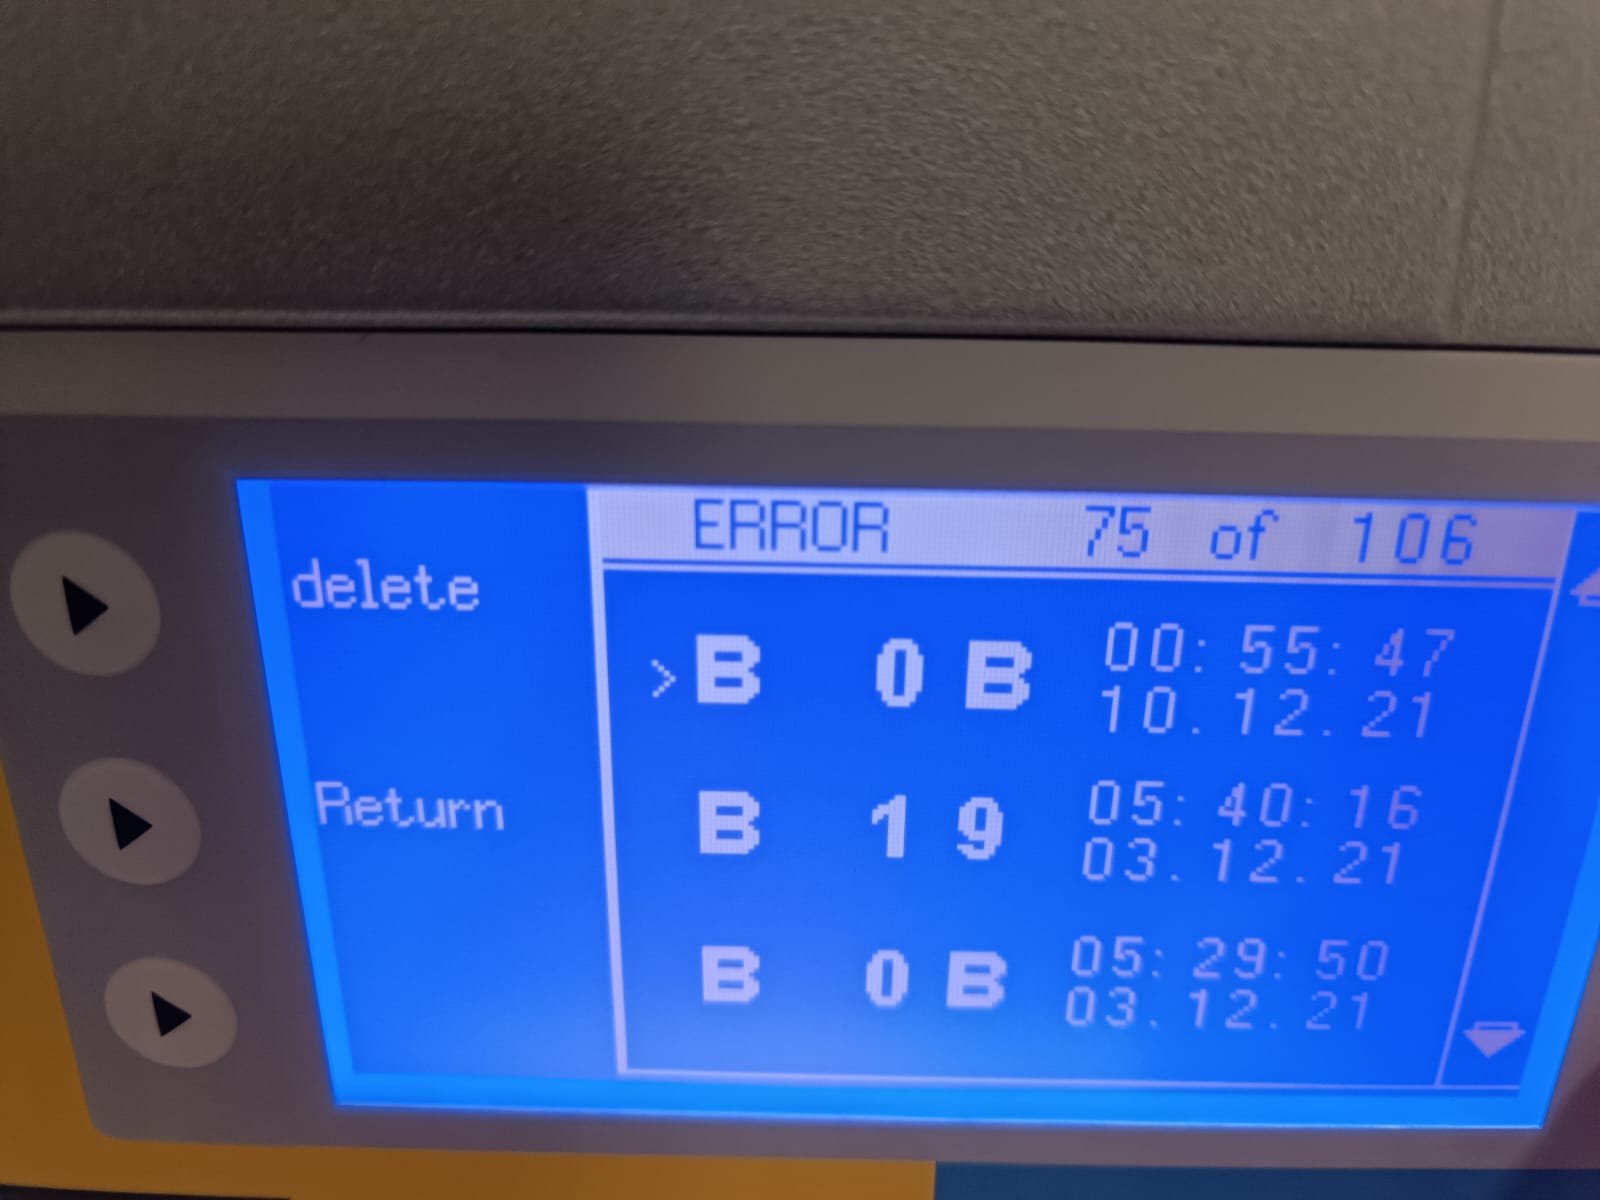 ERROR 75 of 106
delete
> B 0B 00:55:47
10.12.21
Return
B 19 05:40:16
03.12.21
B 0B 05:29:50
03.12.21